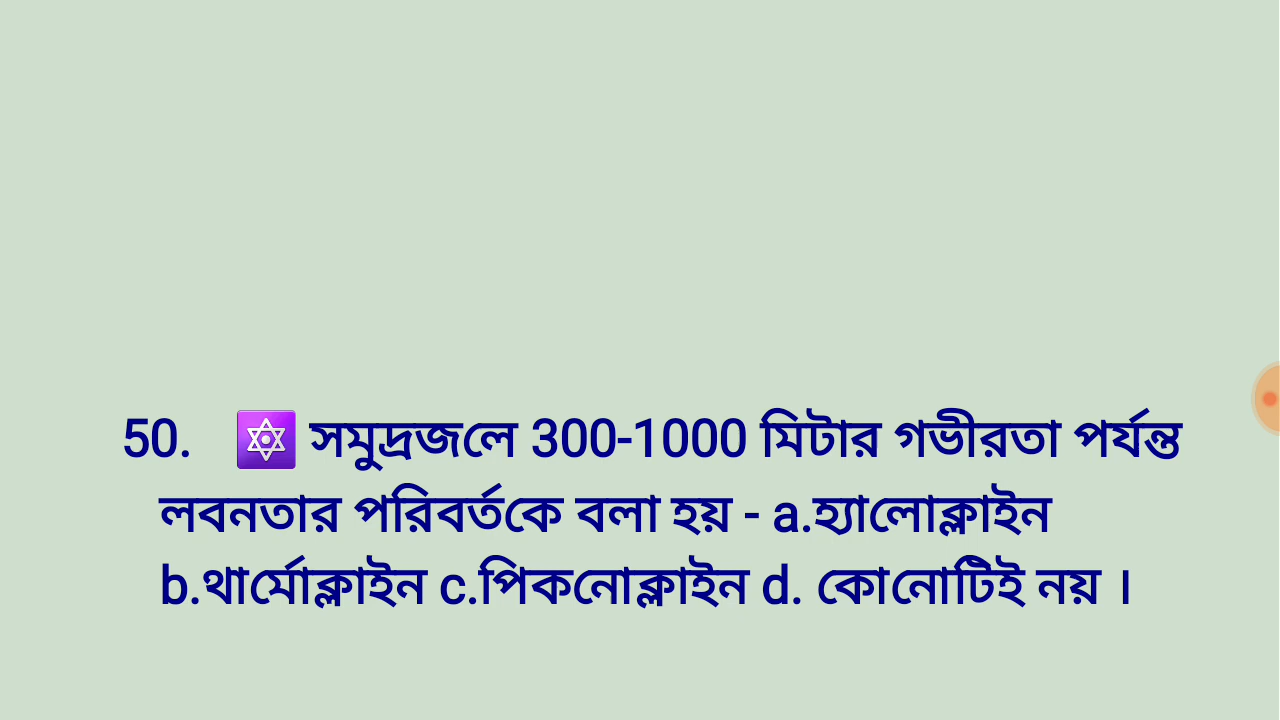 50. 🔯 সমুদ্রজলে 300-1000 মিটার গভীরতা পর্যন্ত
লবনতার পরিবর্তকে বলা হয় - a.হ্যালোক্লাইন
b.থার্মোক্লাইন c.পিকনোক্লাইন d. কোনোটিই নয় ।